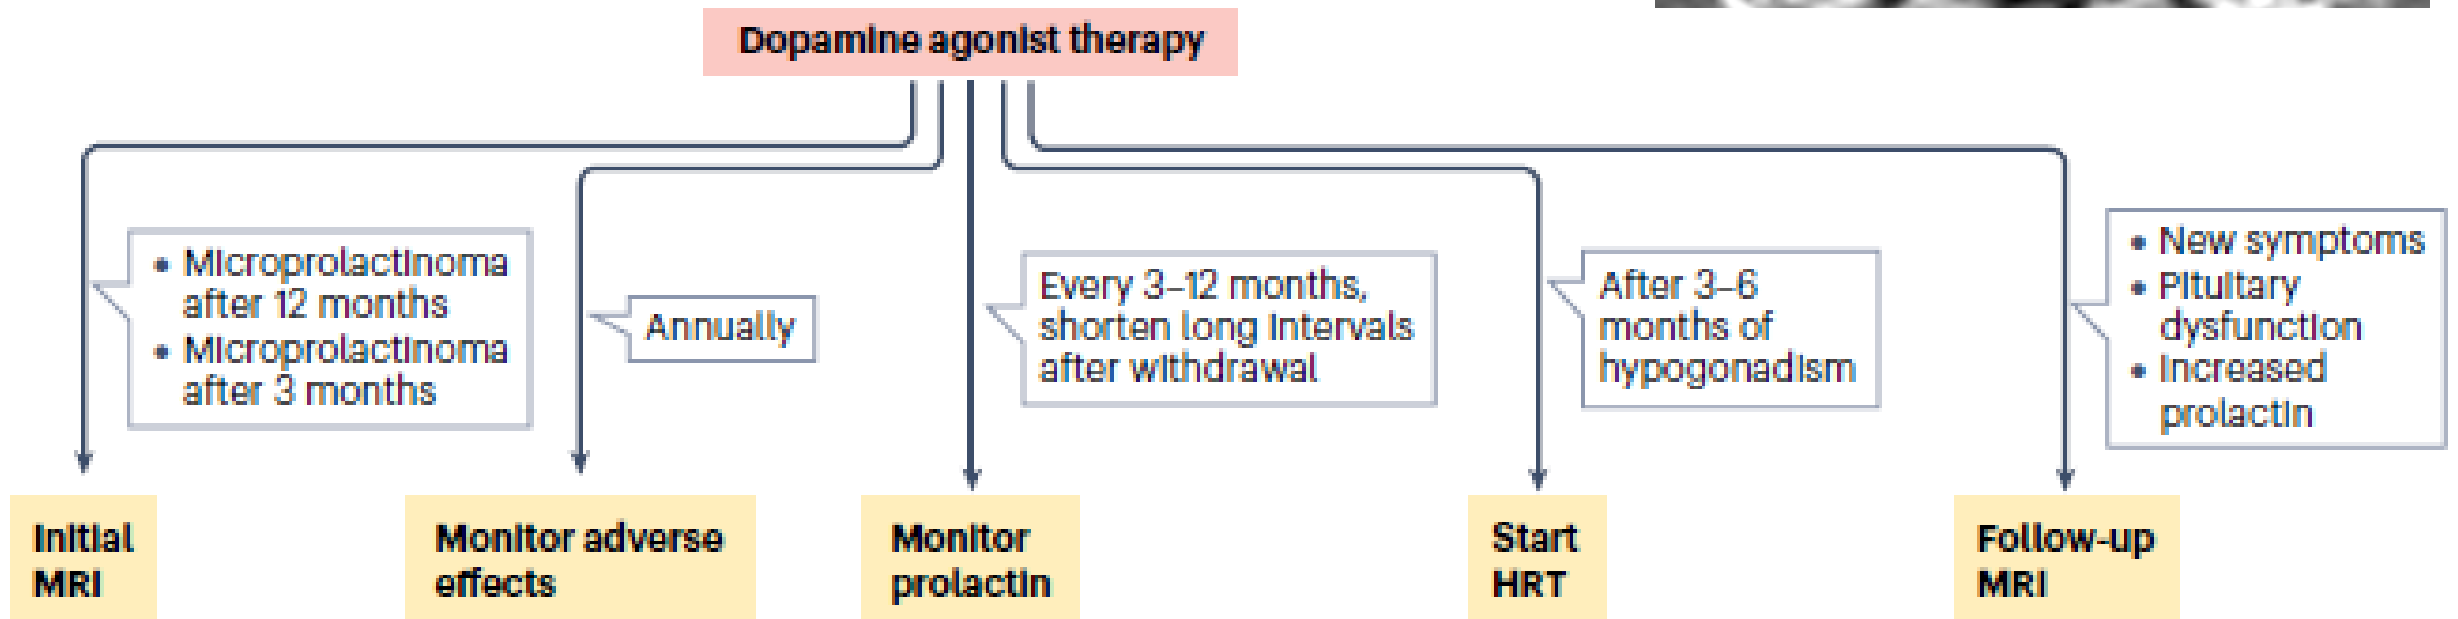 Dopamine agonist therapy
• Microprolactinoma
after 12 months
• Microprolactinoma
after 3 months
Annually
Every 3–12 months,
shorten long intervals
after withdrawal
After 3–6
months of
hypogonadism
• New symptoms
• Pituitary
dysfunction
• Increased
prolactin
Initial
MRI
Monitor adverse
effects
Monitor
prolactin
Start
HRT
Follow-up
MRI